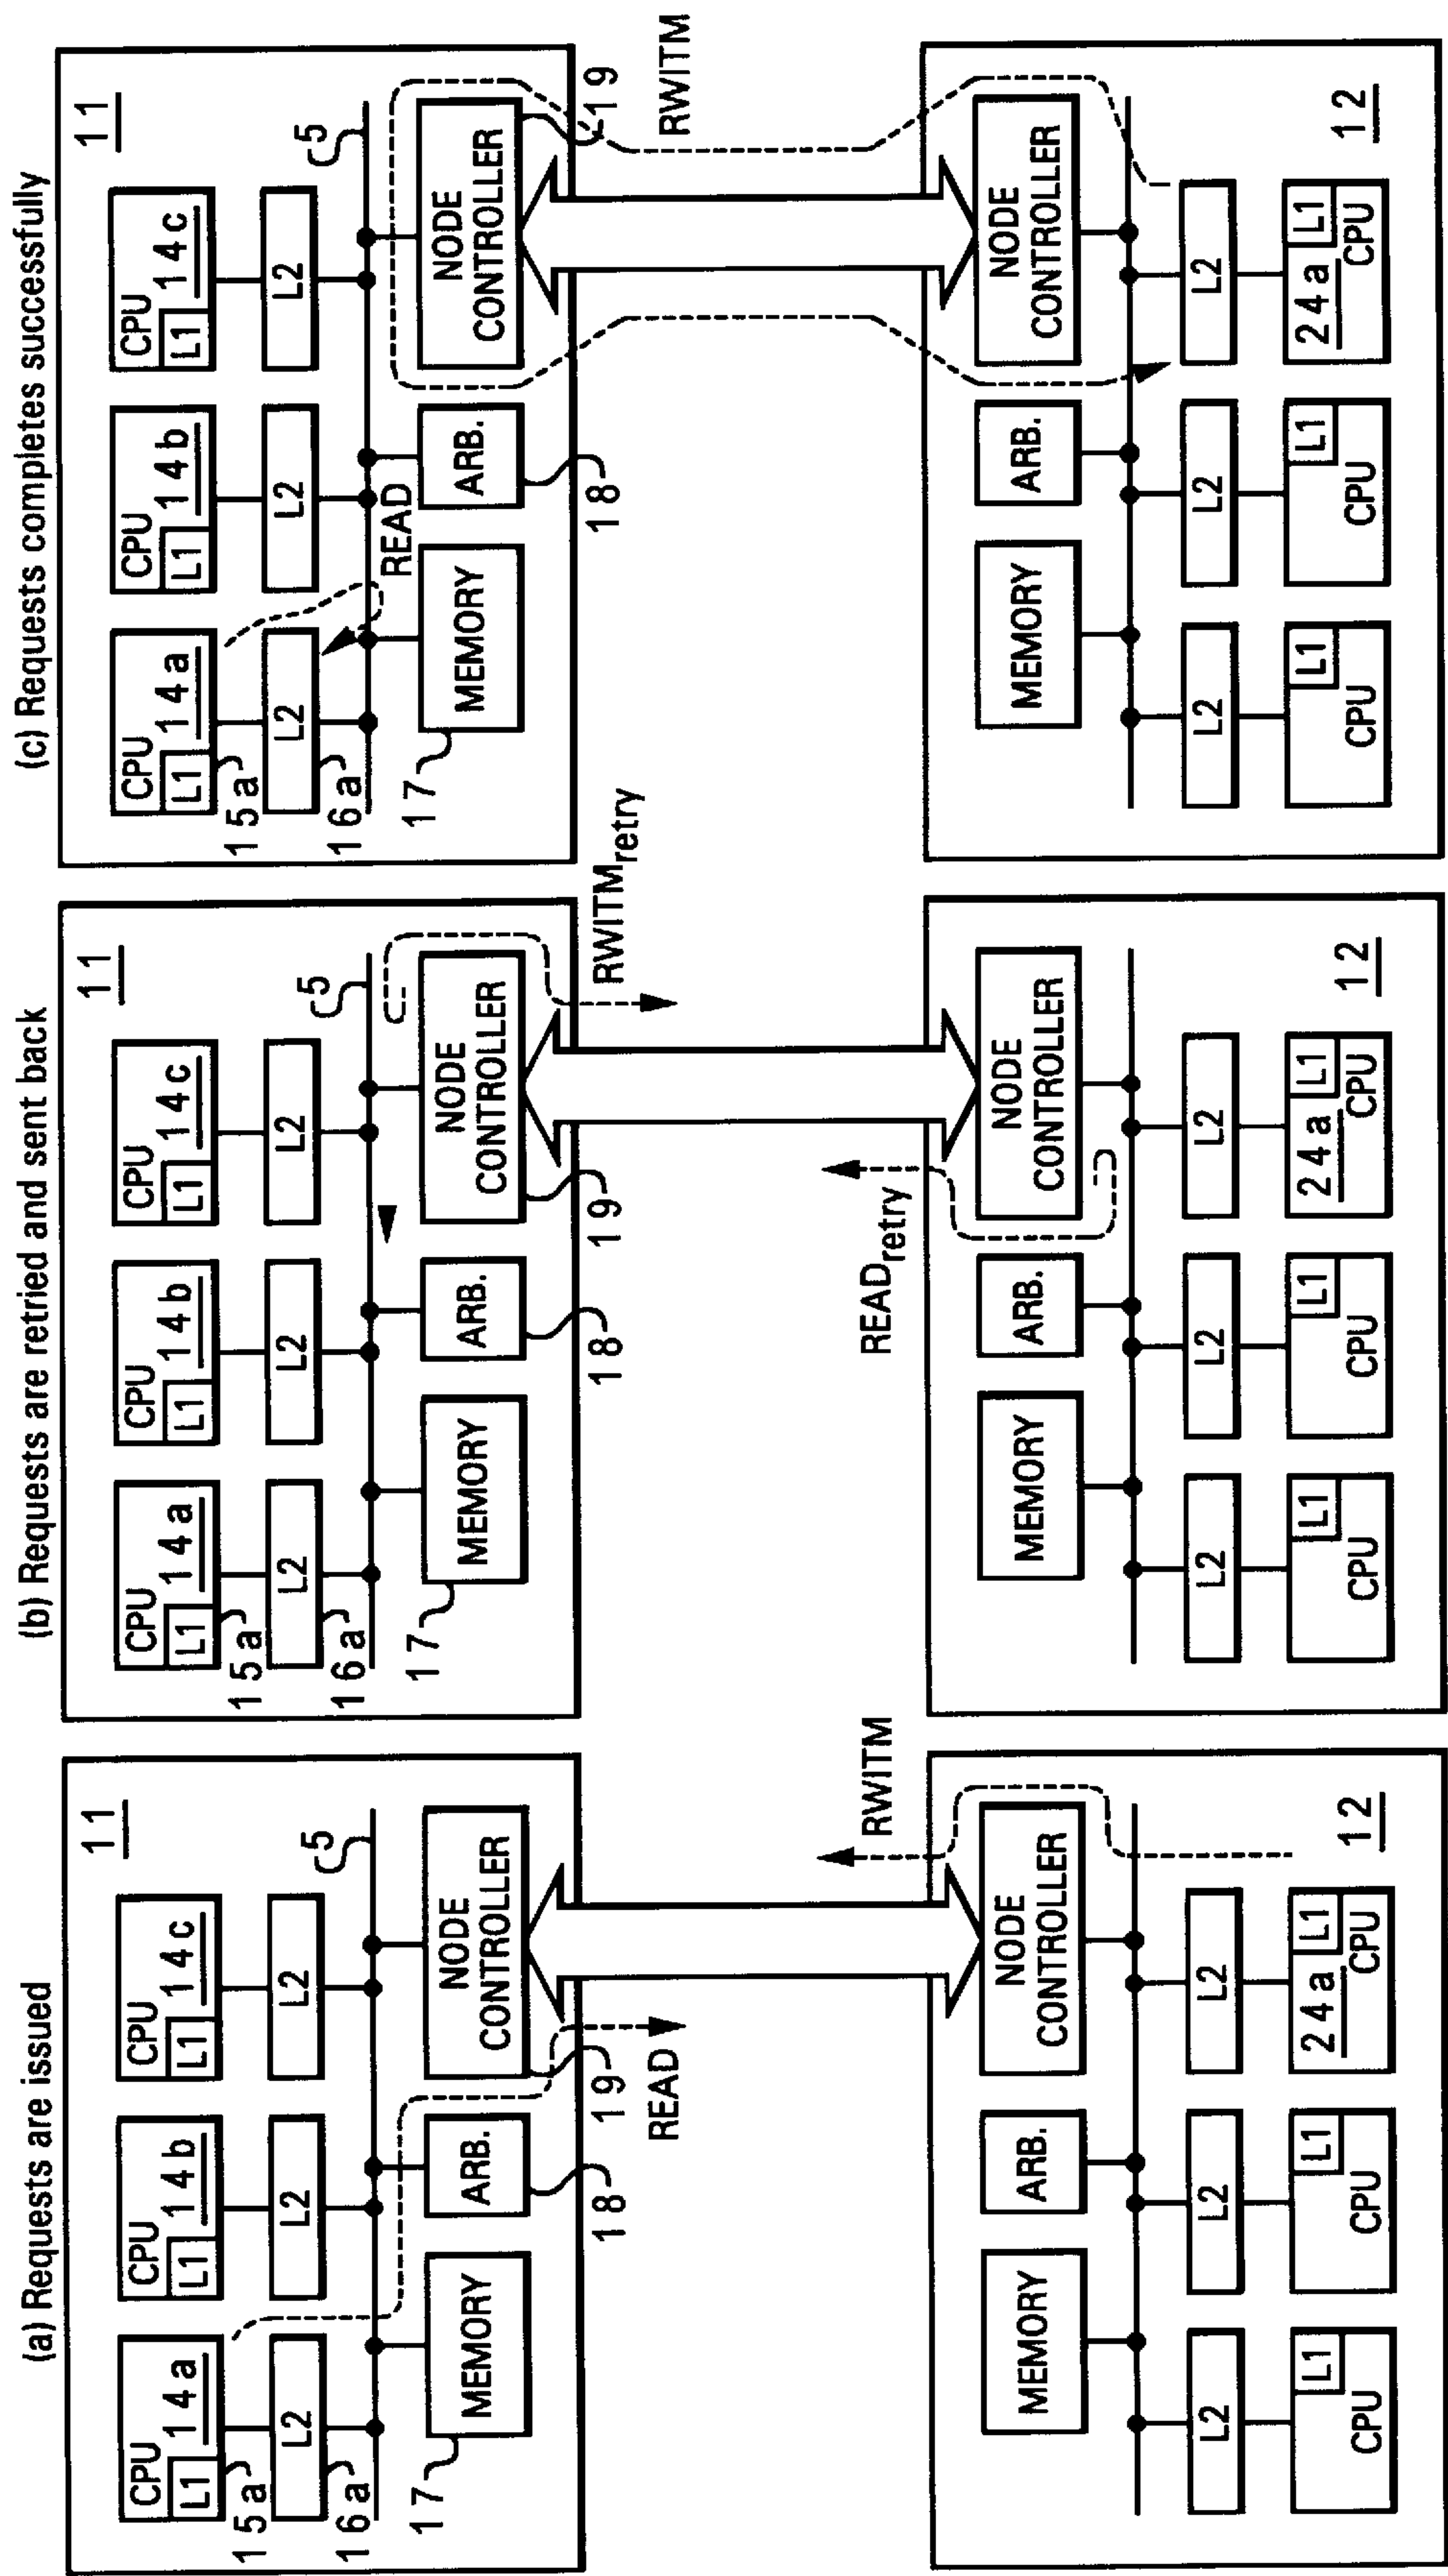 (a) Requests are issued
11
CPU
L1
14a
CPU
L1
14b
CPU
L1
14c
15a
L2
L2
L2
5
16a
MEMORY
ARB.
NODE
CONTROLLER
17
18
19
READ
RWITM
MEMORY
ARB.
NODE
CONTROLLER
L2
L2
L2
L1
CPU
L1
CPU
24a
L1
CPU
12
(b) Requests are retried and sent back
11
CPU
L1
14a
CPU
L1
14b
CPU
L1
14c
15a
L2
L2
L2
5
16a
MEMORY
ARB.
NODE
CONTROLLER
17
18
19
RWITMretry
READretry
MEMORY
ARB.
NODE
CONTROLLER
L2
L2
L2
L1
CPU
L1
CPU
24a
L1
CPU
12
(c) Requests completes successfully
11
CPU
L1
14a
CPU
L1
14b
CPU
L1
14c
15a
L2
L2
L2
5
16a
READ
MEMORY
ARB.
NODE
CONTROLLER
17
18
19
RWITM
MEMORY
ARB.
NODE
CONTROLLER
L2
L2
L2
L1
CPU
L1
CPU
24a
L1
CPU
12